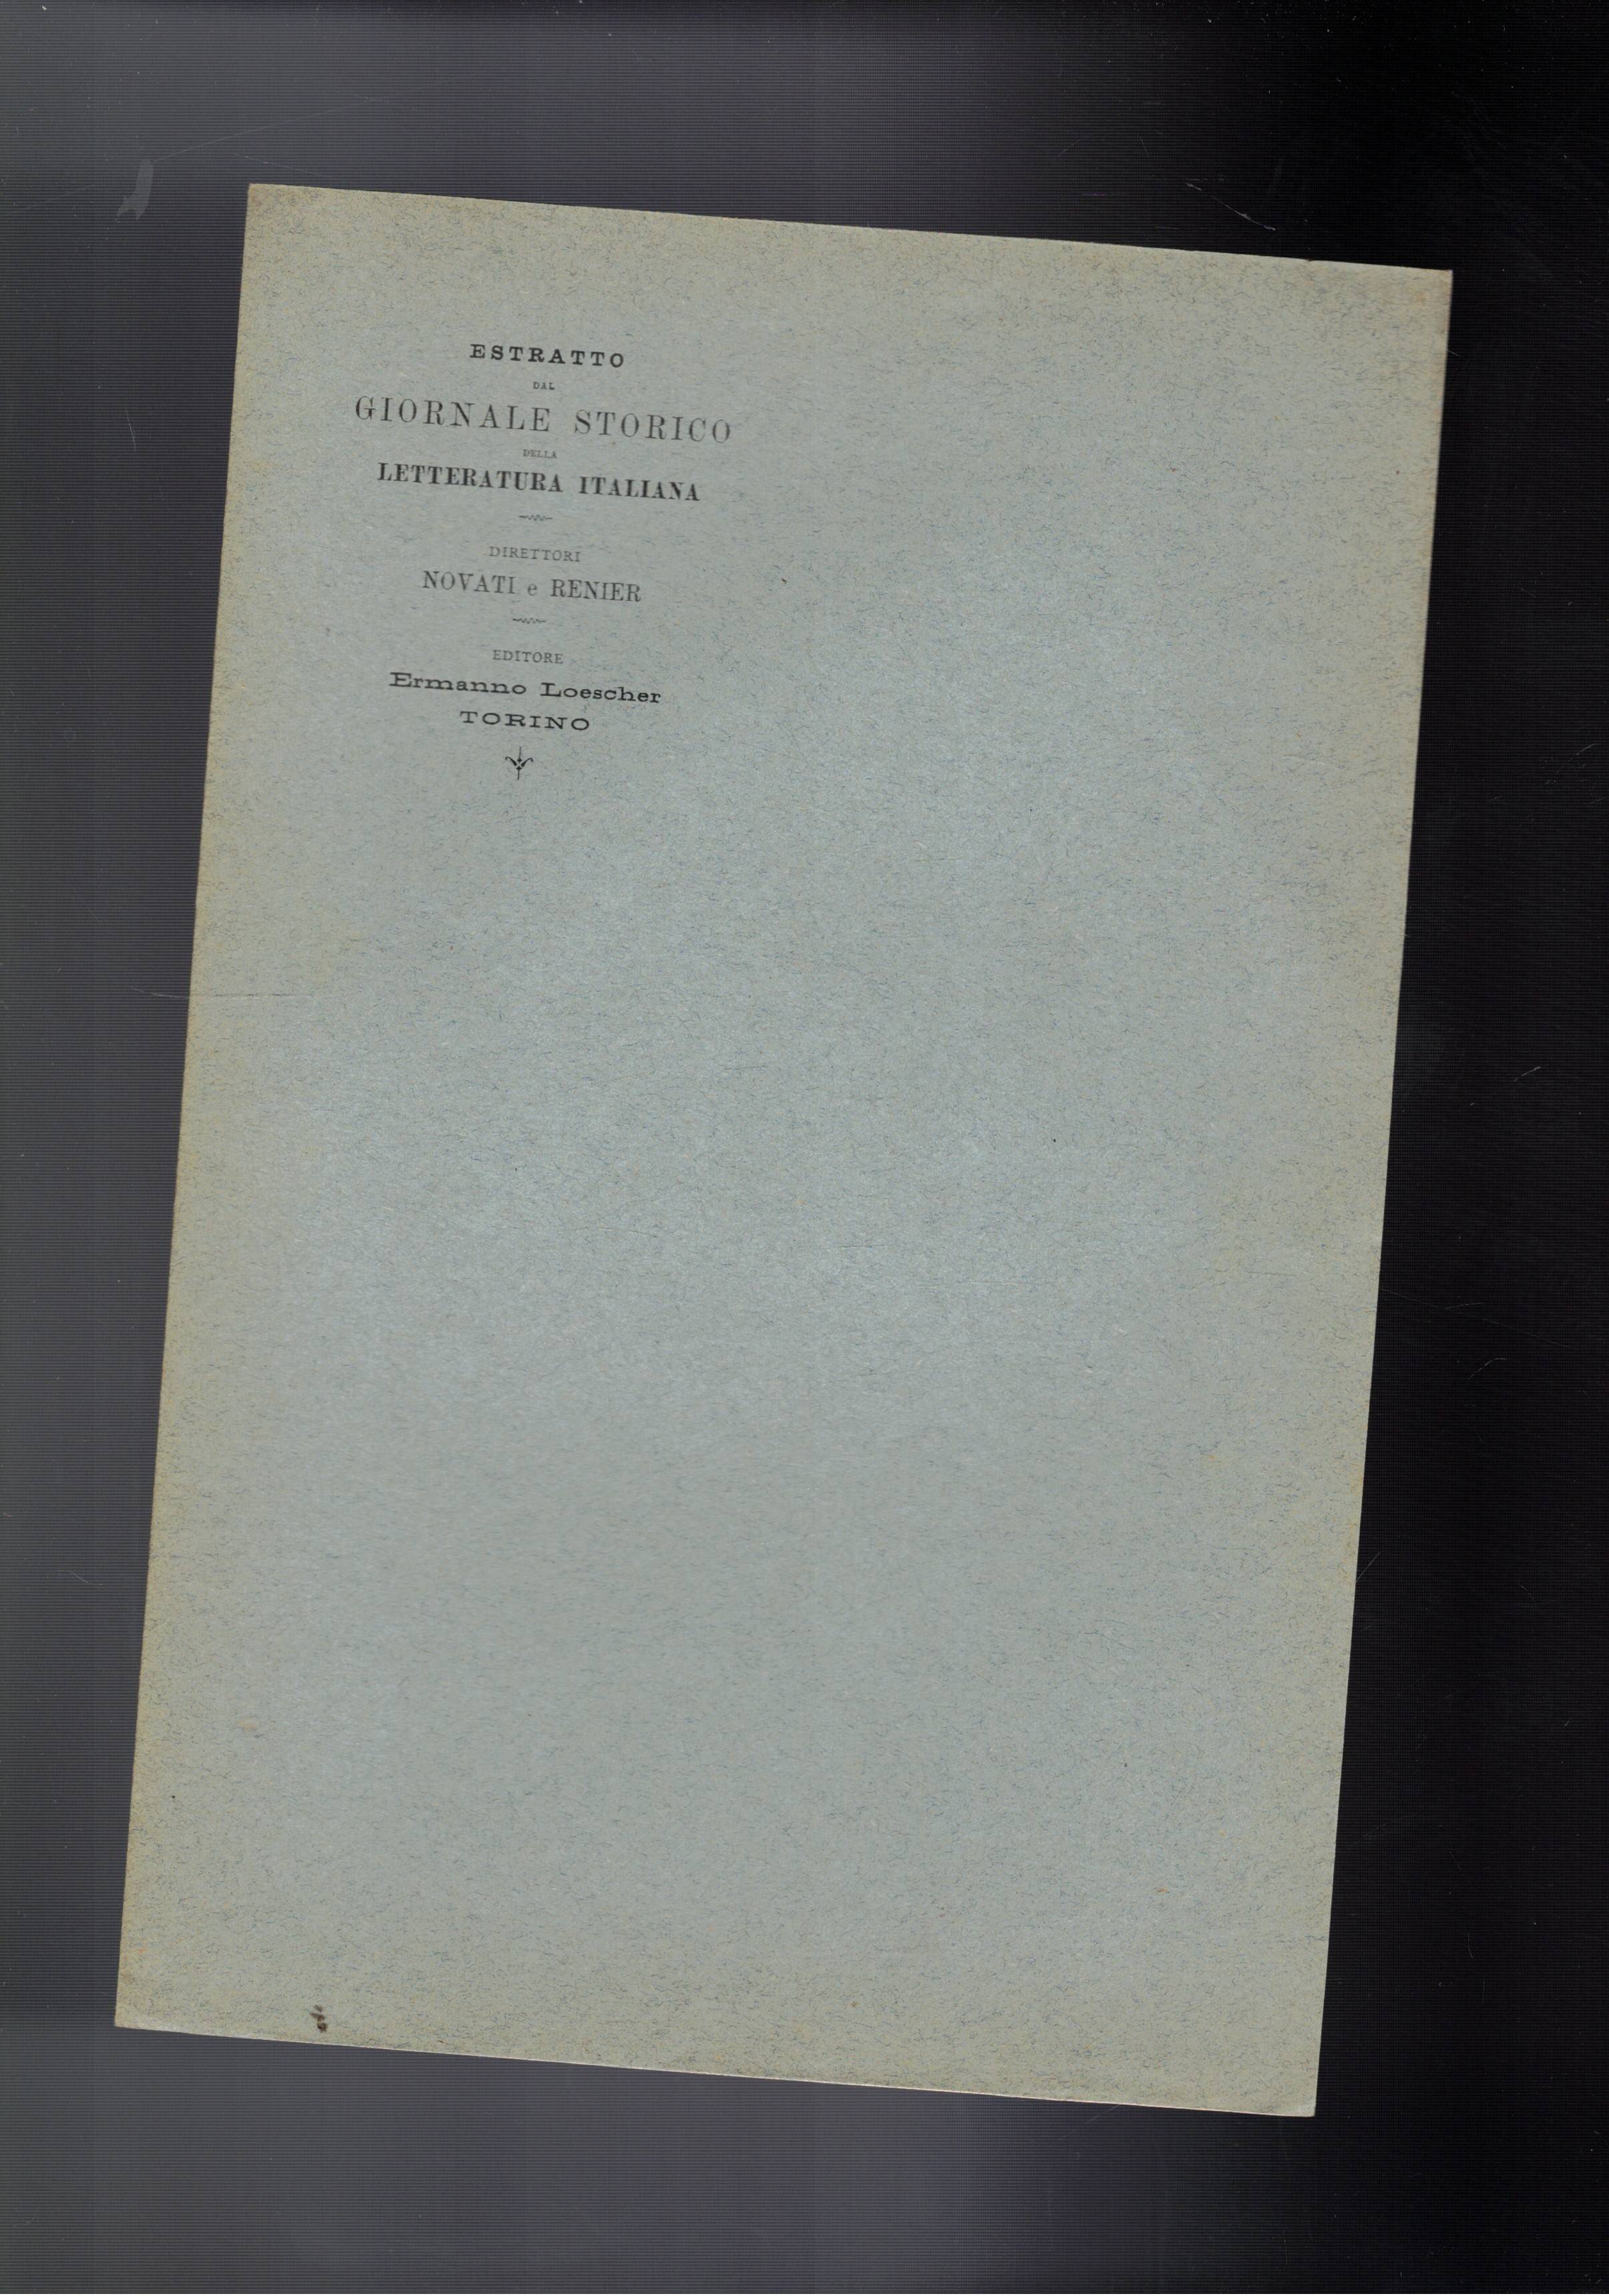 ESTRATTO
DAL
GIORNALE STORICO
DELLA
LETTERATURA ITALIANA
DIRETTORI
NOVATI e RENIER
EDITORE
Ermanno Loescher
TORINO